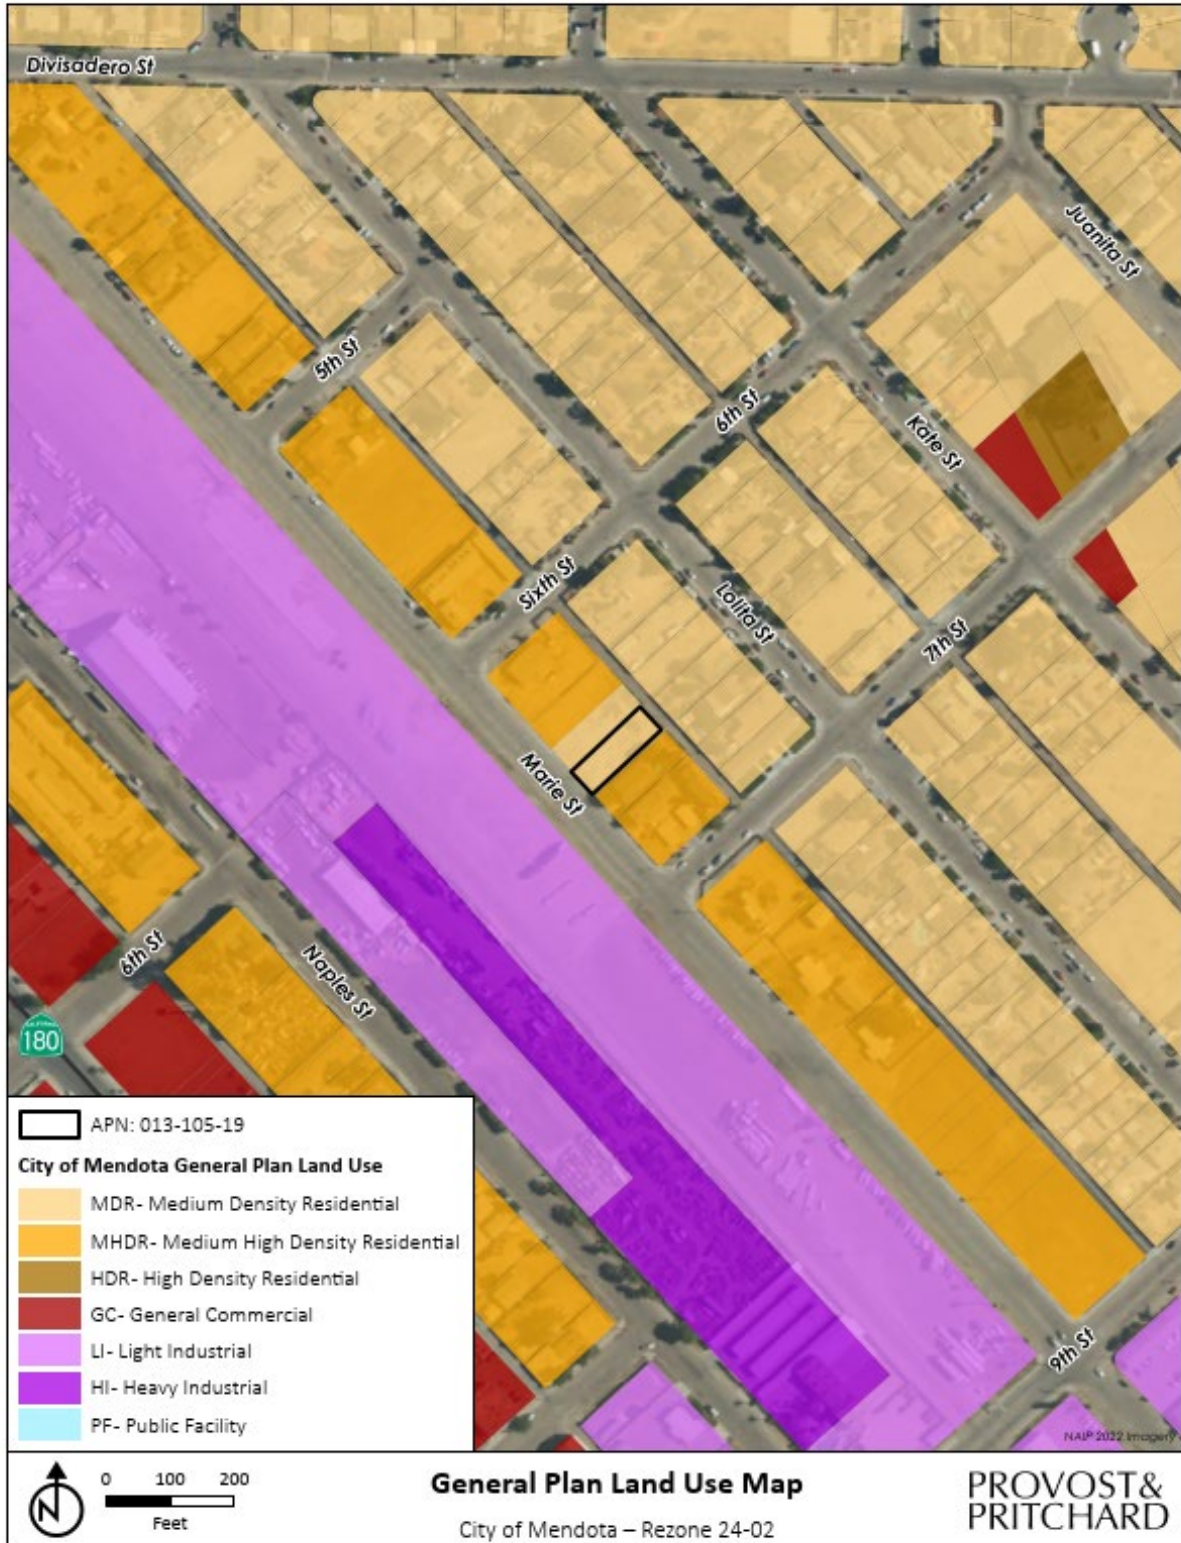 Divisadero St
Juanita St
5th St
6th St
Kate St
Sixth St
Lolita St
7th St
Marie St
6th St
Naples St
CALIFORNIA
180
9th St
NAIP 2022 Imagery
APN: 013-105-19
City of Mendota General Plan Land Use
MDR- Medium Density Residential
MHDR- Medium High Density Residential
HDR- High Density Residential
GC- General Commercial
LI- Light Industrial
HI- Heavy Industrial
PF- Public Facility
N
0 100 200
Feet
General Plan Land Use Map
City of Mendota – Rezone 24-02
PROVOST&
PRITCHARD